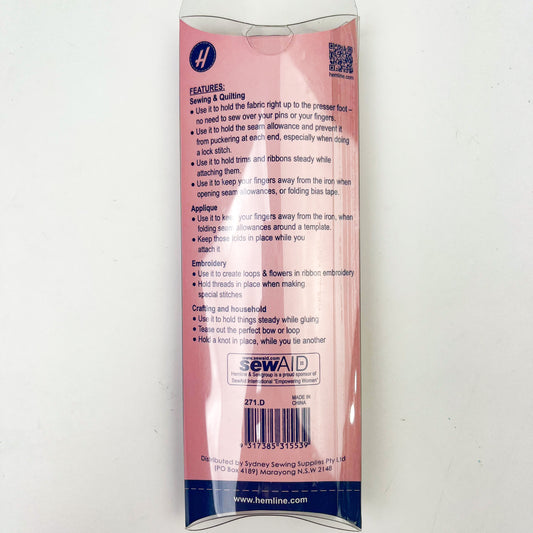 H
hemline.com
FEATURES:
Sewing & Quilting
● Use it to hold the fabric right up to the presser foot –
no need to sew over your pins or your fingers.
● Use it to hold the seam allowance and prevent it
from puckering at each end, especially when doing
a lock stitch.
● Use it to hold trims and ribbons steady while
attaching them.
● Use it to keep your fingers away from the iron when
opening seam allowances, or folding bias tape.
Applique
● Use it to keep your fingers away from the iron, when
folding seam allowances around a template.
● Keep those folds in place while you
attach it
Embroidery
● Use it to create loops & flowers in ribbon embroidery
● Hold threads in place when making
special stitches
Crafting and household
● Use it to hold things steady while gluing
● Tease out the perfect bow or loop
● Hold a knot in place, while you tie another
www.sewaid.com
sewAID
Hemline & Sewgroup is a proud sponsor of
SewAid International "Empowering Women"
271.D
MADE IN
CHINA
9 317385 315539
Distributed by Sydney Sewing Supplies Pty Ltd
(PO Box 4189) Marayong N.S.W 2148
www.hemline.com